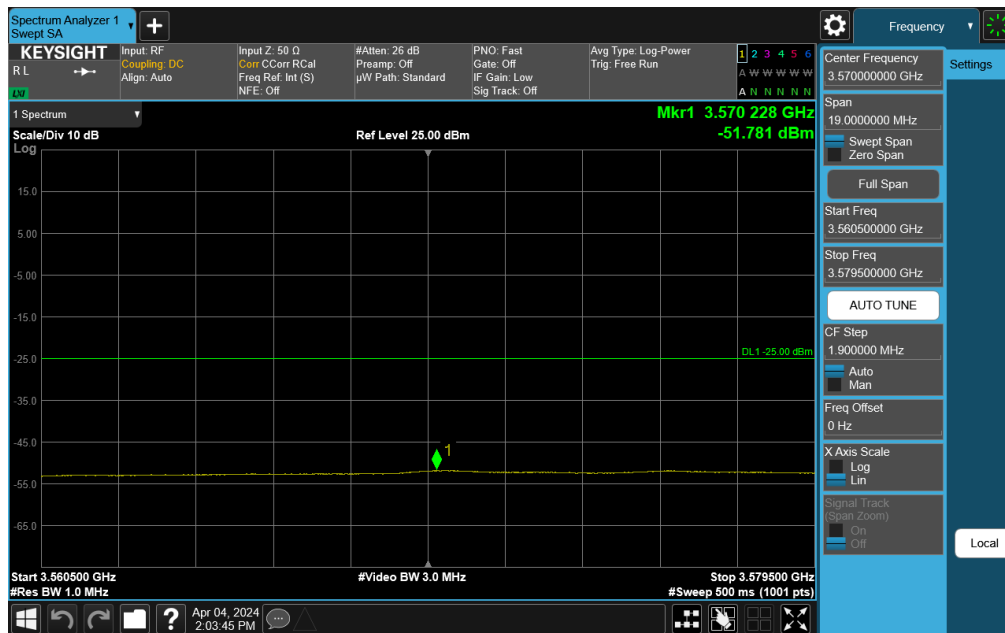 Spectrum Analyzer 1
Swept SA
Frequency
Settings
KEYSIGHT
R L
LXI
Input: RF
Coupling: DC
Align: Auto
Input Z: 50 Ω
Corr CCorr RCal
Freq Ref: Int (S)
NFE: Off
#Atten: 26 dB
Preamp: Off
µW Path: Standard
PNO: Fast
Gate: Off
IF Gain: Low
Sig Track: Off
Avg Type: Log-Power
Trig: Free Run
1 2 3 4 5 6
A W W W W W
A N N N N N
1 Spectrum
Mkr1 3.570 228 GHz
-51.781 dBm
Scale/Div 10 dB
Ref Level 25.00 dBm
Log
15.0
5.00
-5.00
-15.0
-25.0
DL1 -25.00 dBm
-35.0
-45.0
1
-55.0
-65.0
Start 3.560500 GHz
#Video BW 3.0 MHz
Stop 3.579500 GHz
#Res BW 1.0 MHz
#Sweep 500 ms (1001 pts)
Center Frequency
3.570000000 GHz
Span
19.0000000 MHz
Swept Span
Zero Span
Full Span
Start Freq
3.560500000 GHz
Stop Freq
3.579500000 GHz
AUTO TUNE
CF Step
1.900000 MHz
Auto
Man
Freq Offset
0 Hz
X Axis Scale
Log
Lin
Signal Track
(Span Zoom)
On
Off
Local
?
Apr 04, 2024
2:03:45 PM